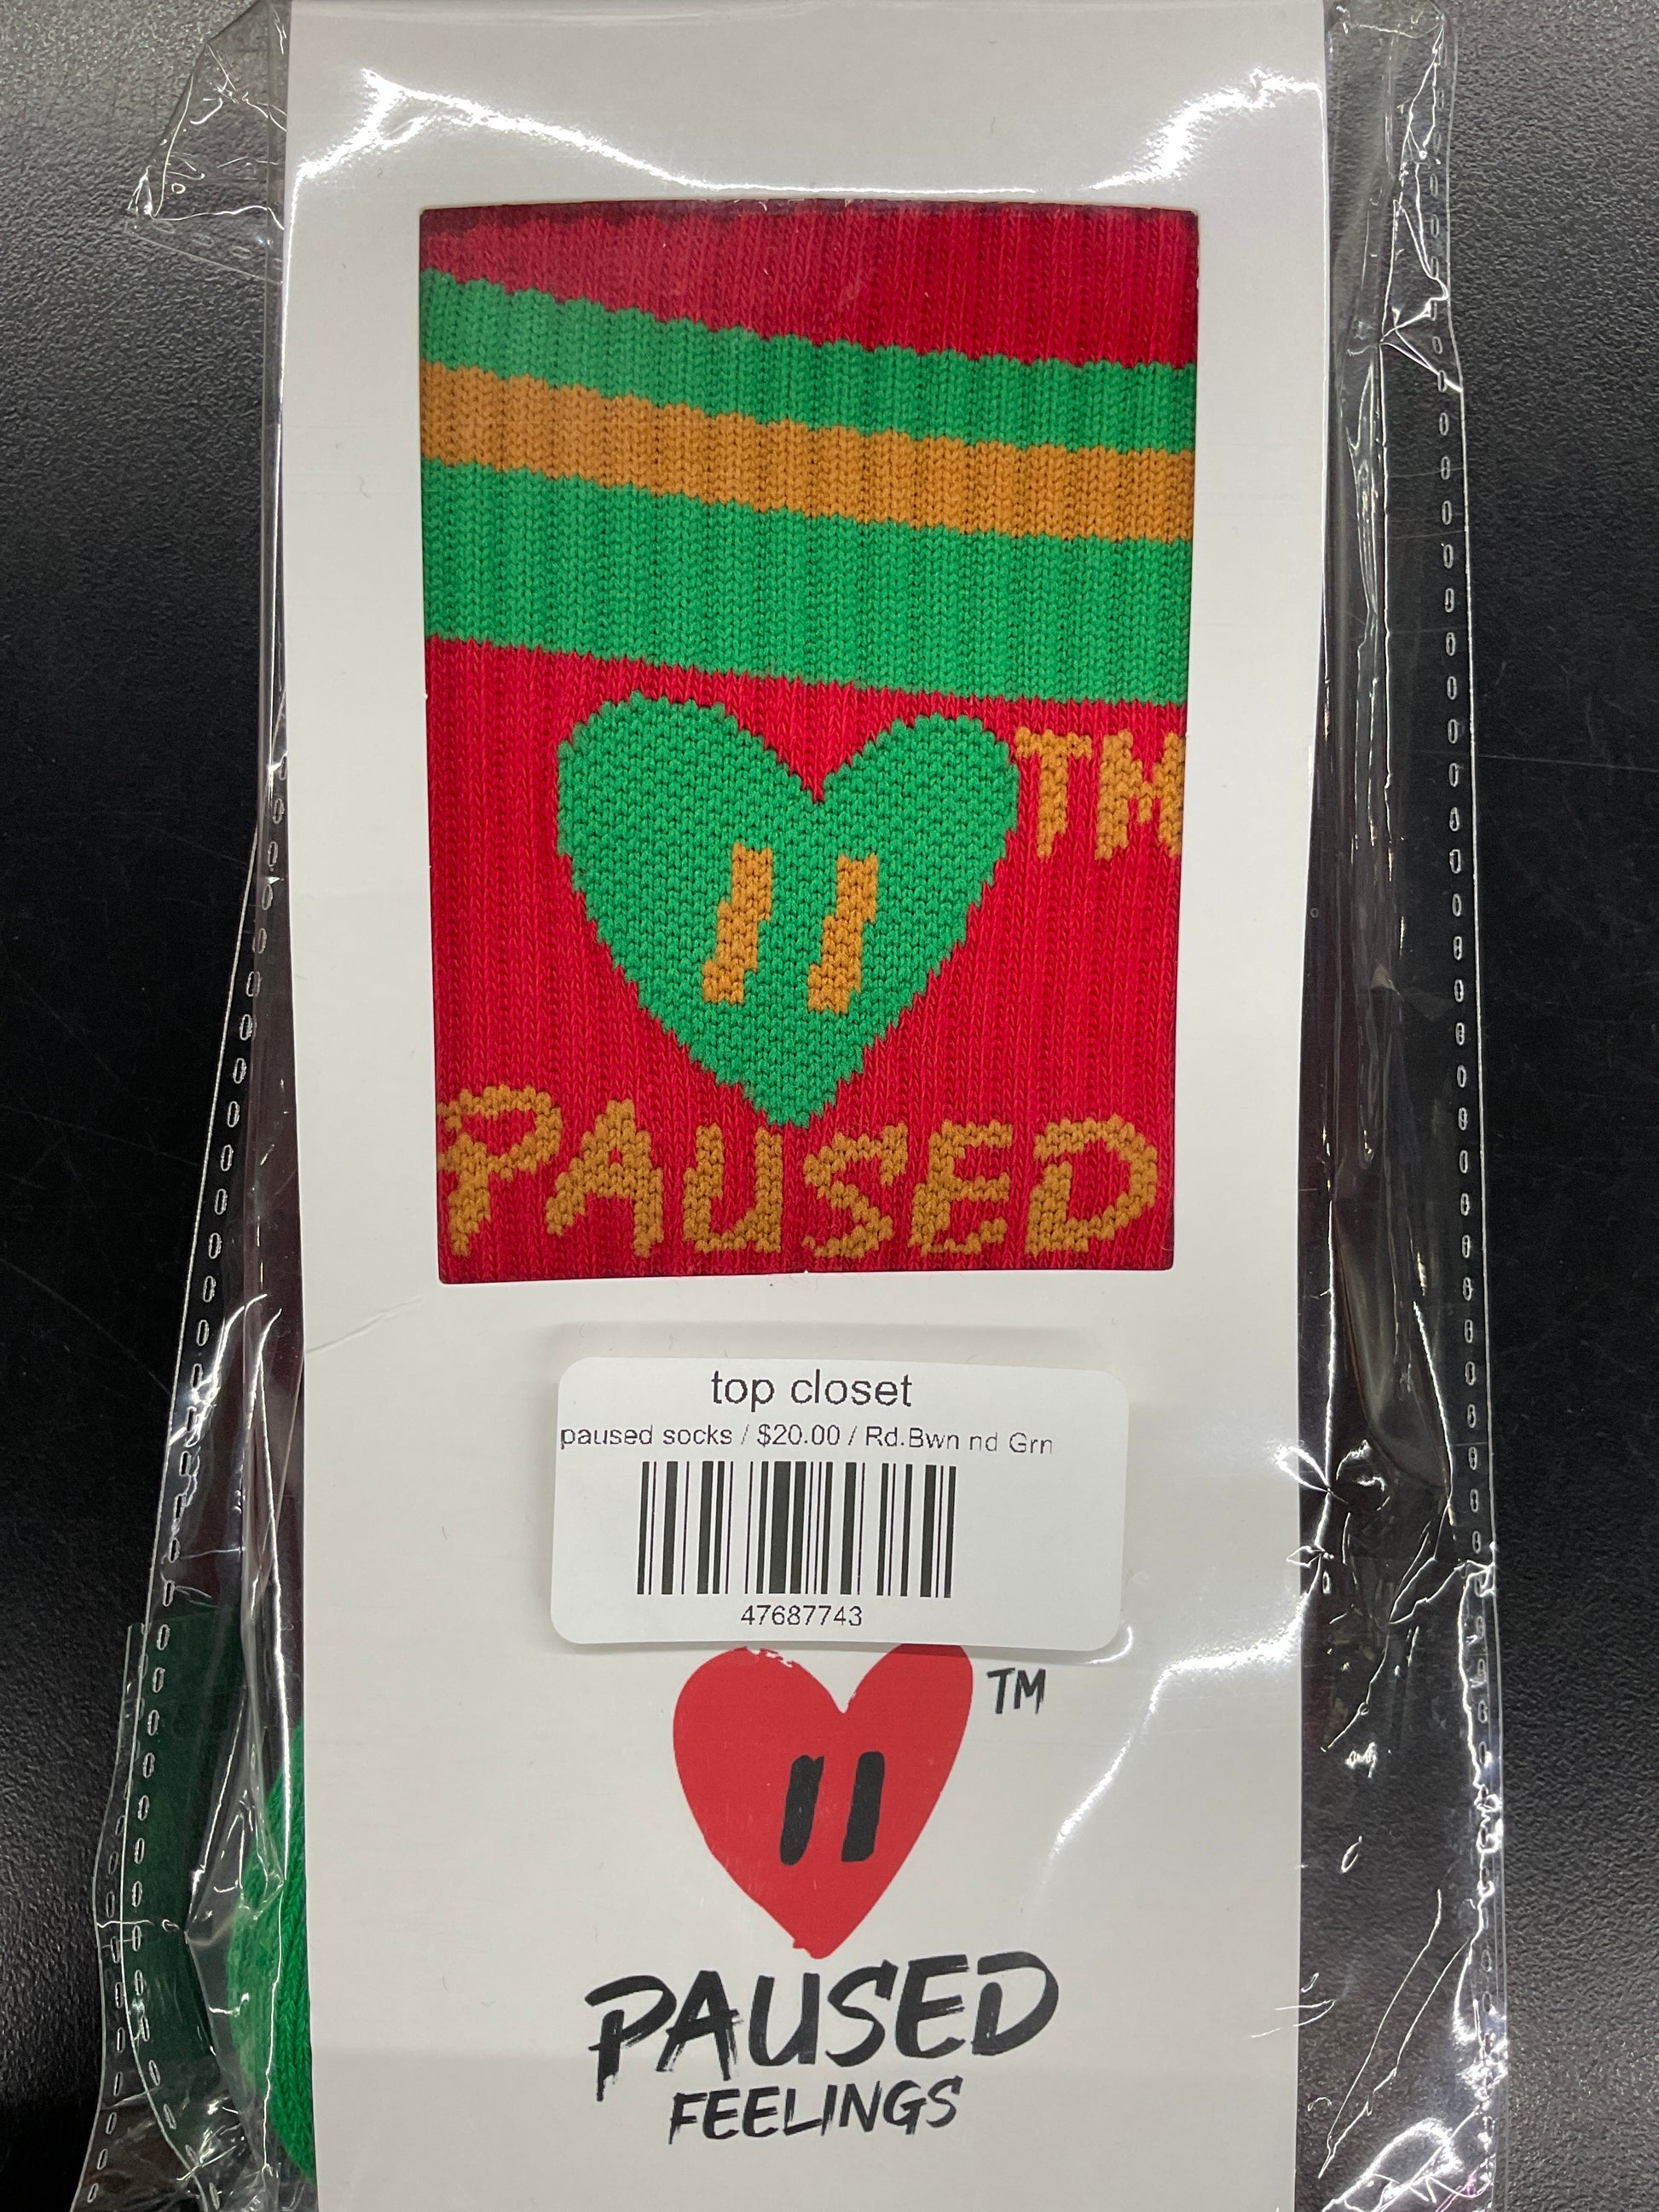 TM
PAUSED
top closet
paused socks / $20.00 / Rd.Bwn nd Grn
47687743
TM
PAUSED
FEELINGS